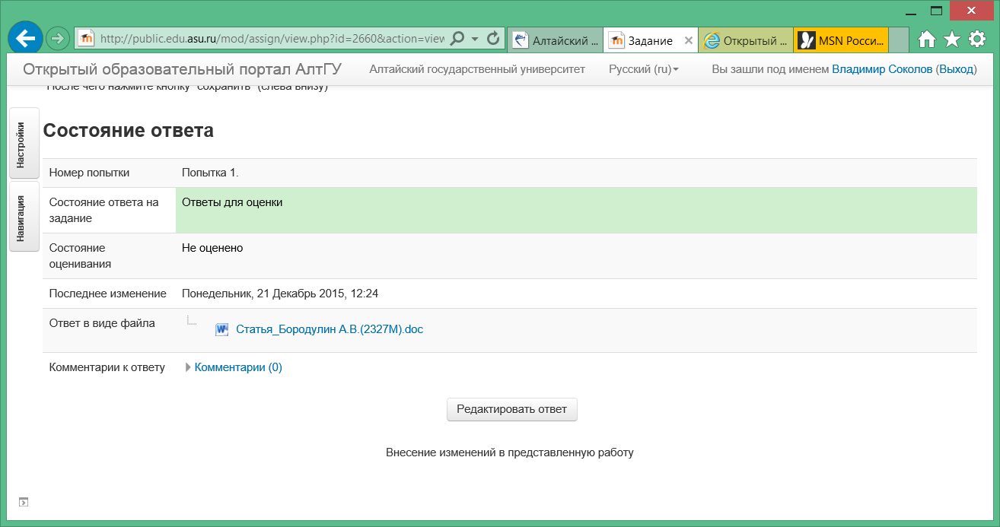 http://public.edu.asu.ru/mod/assign/view.php?id=2660&action=view
Алтайский ...
Задание
Открытый ...
MSN Росси...
Открытый образовательный портал АлтГУ
Алтайский государственный университет
Русский (ru)
Вы зашли под именем Владимир Соколов (Выход)
После чего нажмите кнопку "сохранить" (слева внизу)
Настройки
Навигация
Состояние ответа
Номер попытки
Попытка 1.
Состояние ответа на
задание
Ответы для оценки
Состояние
оценивания
Не оценено
Последнее изменение
Понедельник, 21 Декабрь 2015, 12:24
Ответ в виде файла
Статья_Бородулин А.В.(2327М).doc
Комментарии к ответу
Комментарии (0)
Редактировать ответ
Внесение изменений в представленную работу